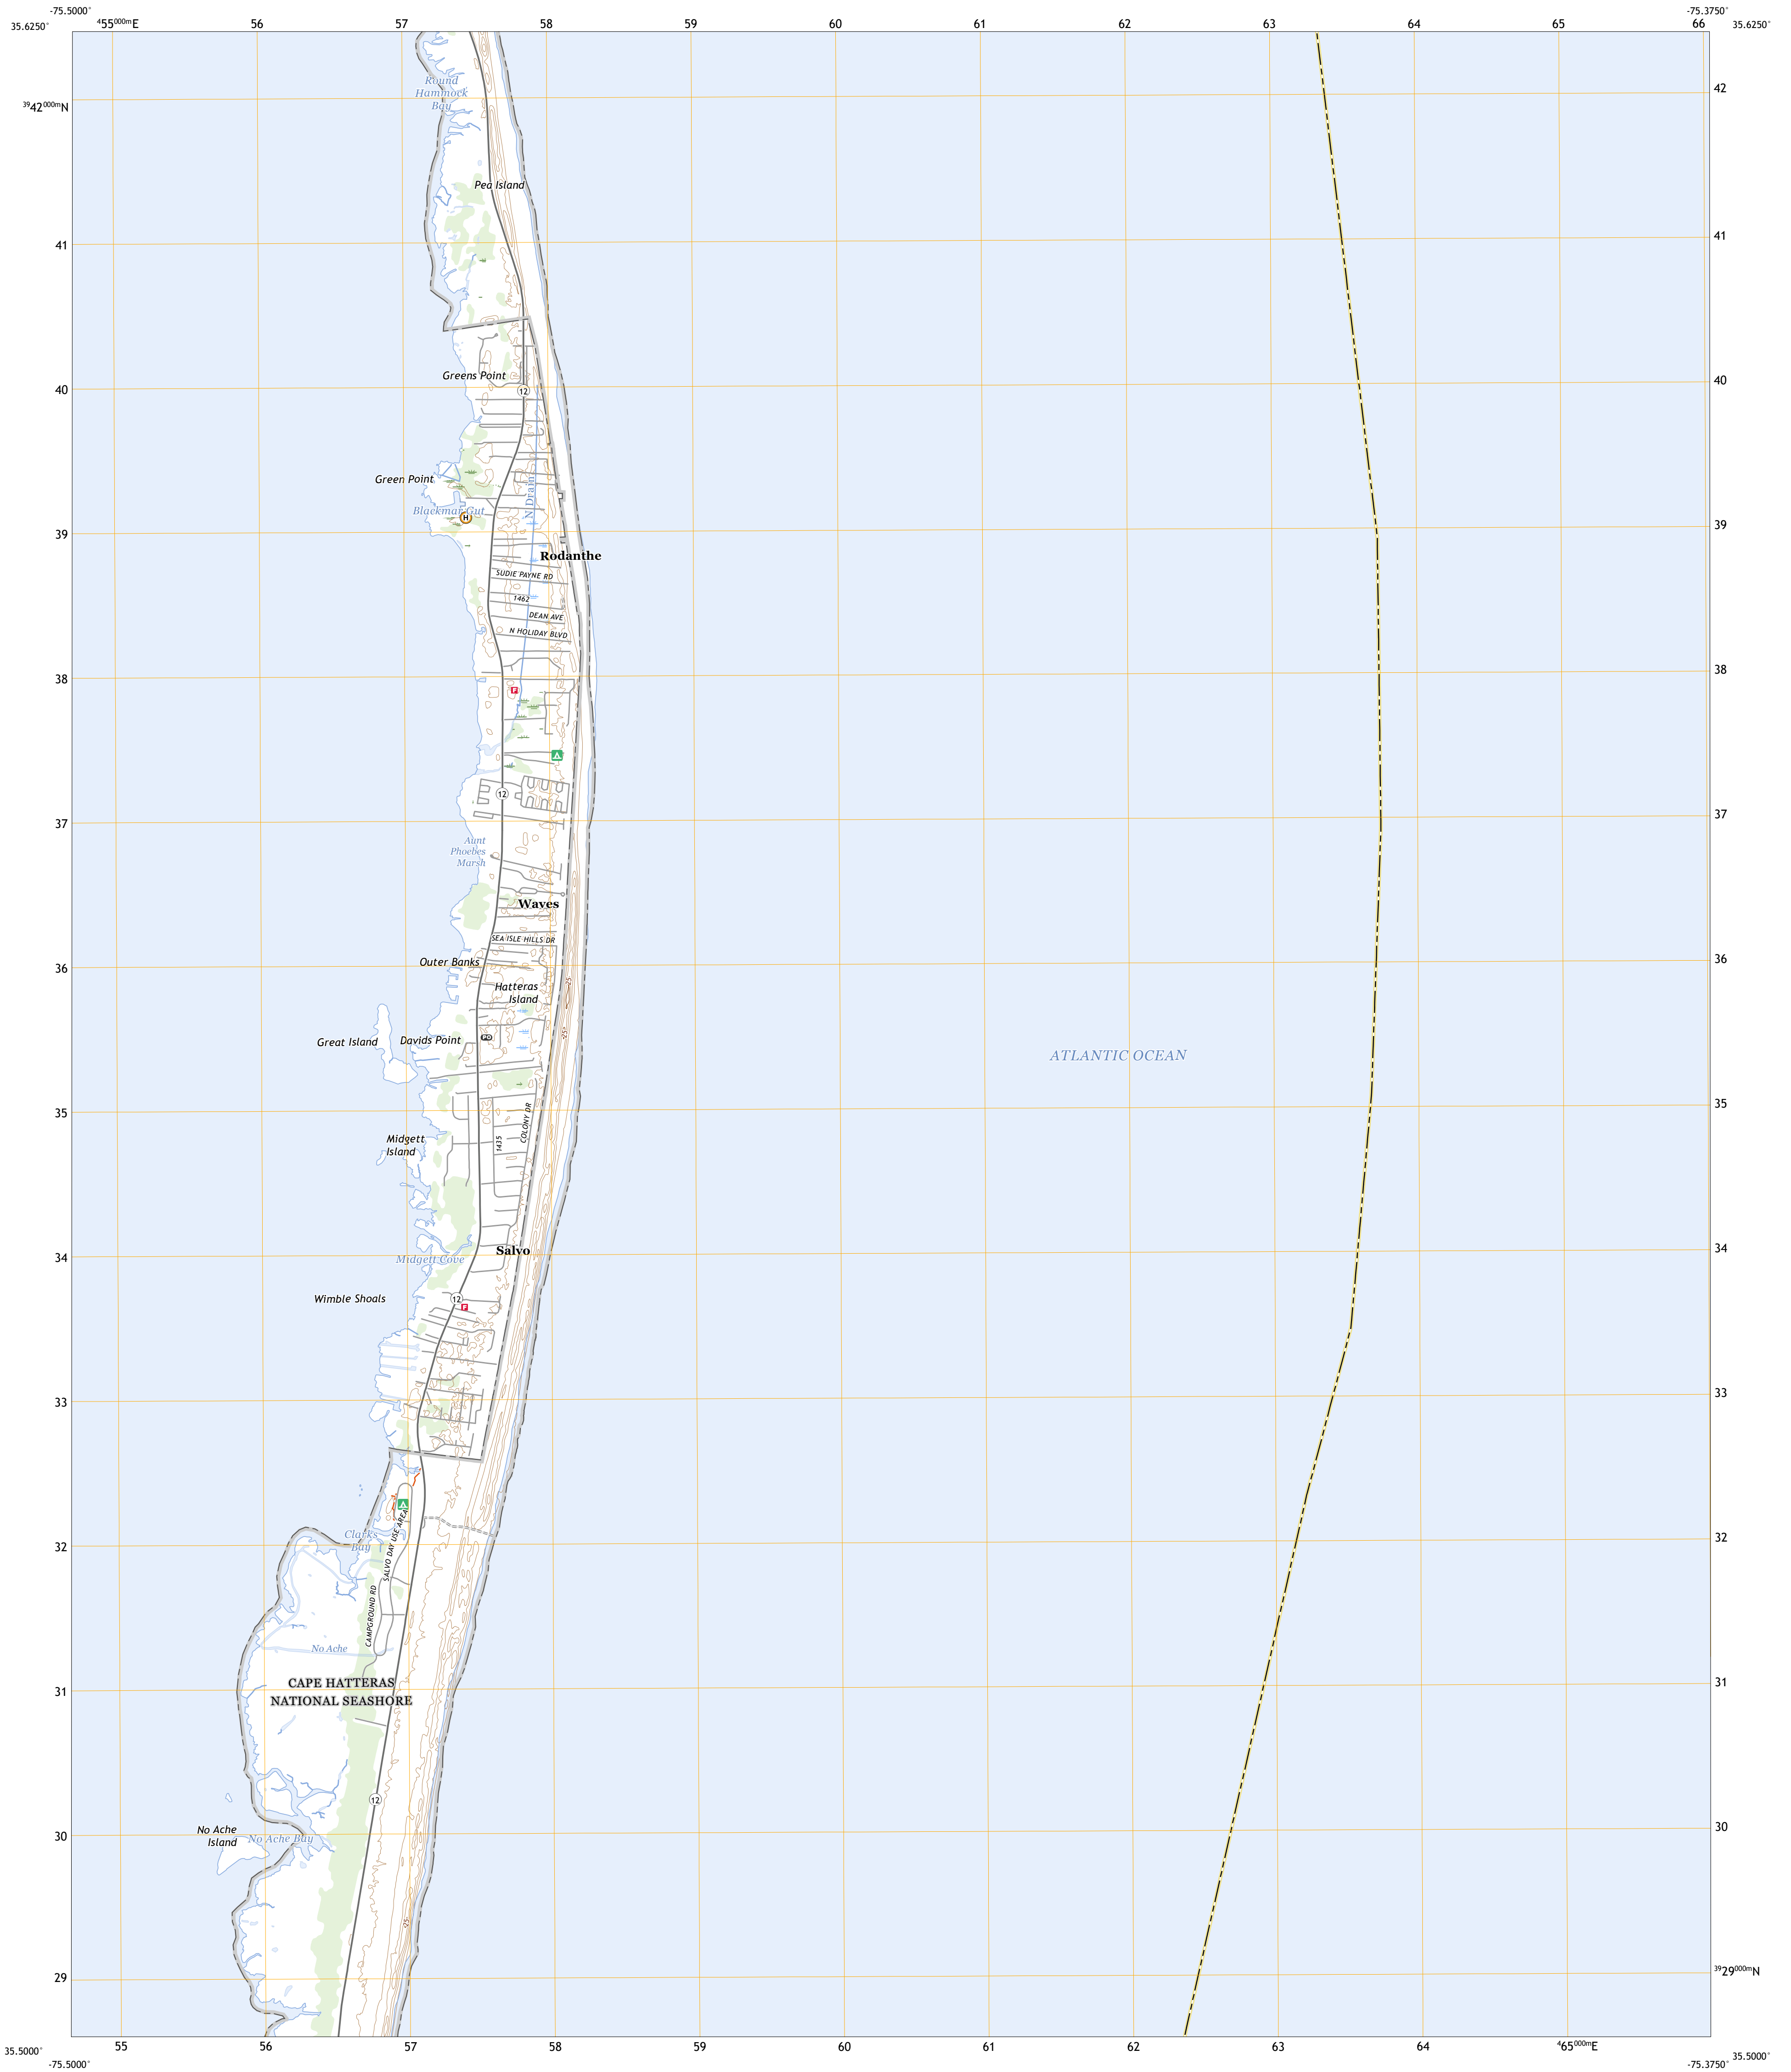 -75.5000°
-75.3750°
35.6250°
⁴55⁰⁰⁰ᵐE
56
57
58
59
60
61
62
63
64
65
66
35.6250°
Round
Hammock
Bay
42
³⁹42⁰⁰⁰ᵐN
Pea Island
41
41
Greens Point
40
40
12
Green Point
N Drain
Blackmar Gut
H
39
39
Rodanthe
SUDIE PAYNE RD
1462
DEAN AVE
N HOLIDAY BLVD
38
38
F
12
37
37
Aunt
Phoebes
Marsh
Waves
SEA ISLE HILLS DR
Outer Banks
36
36
Hatteras
Island
25
25
Great Island
Davids Point
PO
ATLANTIC OCEAN
35
35
COLONY DR
1435
Midgett
Island
Salvo
34
34
Midgett Cove
Wimble Shoals
12
F
33
33
SALVO DAY USE AREA
Clarks
Bay
32
32
CAMPGROUND RD
No Ache
CAPE HATTERAS
NATIONAL SEASHORE
31
31
12
No Ache
Island
No Ache Bay
30
30
25
29
³⁹29⁰⁰⁰ᵐN
35.5000°
55
56
57
58
59
60
61
62
63
64
⁴65⁰⁰⁰ᵐE
35.5000°
-75.5000°
-75.3750°